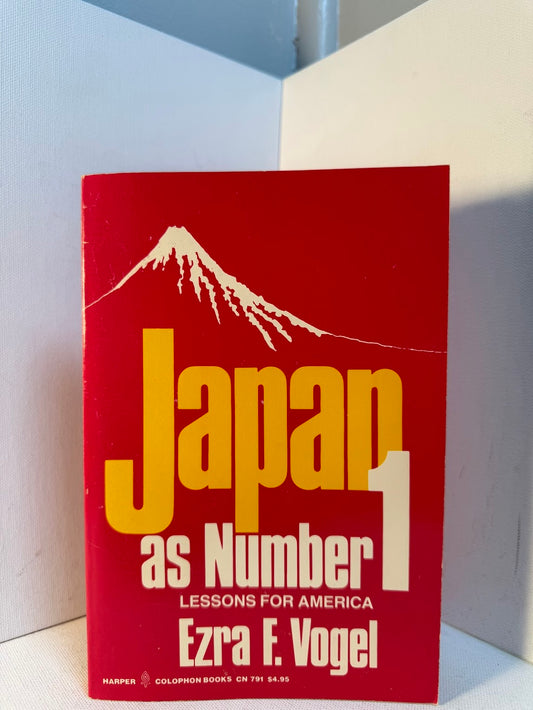 Japan
as Number 1
LESSONS FOR AMERICA
Ezra F. Vogel
HARPER COLOPHON BOOKS CN 791 $4.95